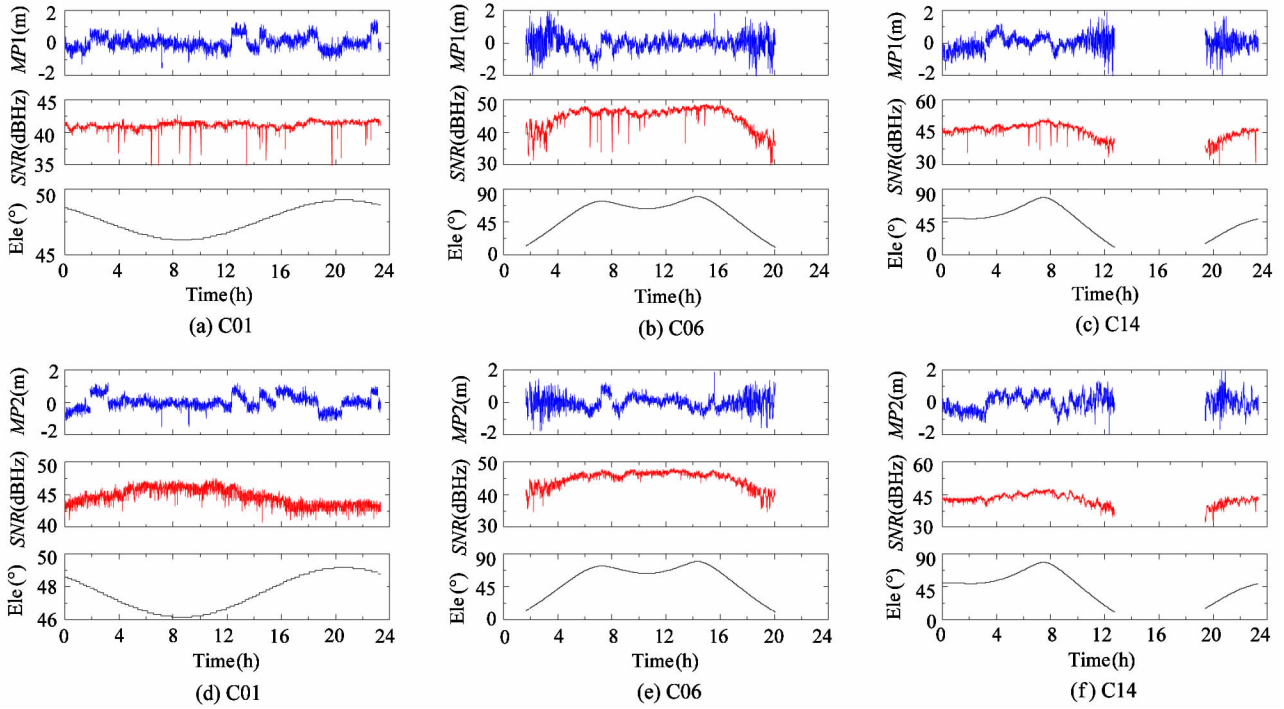 MP1(m)
2
0
-2
SNR(dBHz)
45
40
35
Ele(°)
50
45
0 4 8 12 16 20 24
Time(h)
(a) C01
MP1(m)
2
0
-2
SNR(dBHz)
50
40
30
Ele(°)
90
45
0
0 4 8 12 16 20 24
Time(h)
(b) C06
MP1(m)
2
0
-2
SNR(dBHz)
60
45
30
Ele(°)
90
45
0
0 4 8 12 16 20 24
Time(h)
(c) C14
MP2(m)
2
0
-2
SNR(dBHz)
50
45
40
Ele(°)
50
48
46
0 4 8 12 16 20 24
Time(h)
(d) C01
MP2(m)
2
0
-2
SNR(dBHz)
50
40
30
Ele(°)
90
45
0
0 4 8 12 16 20 24
Time(h)
(e) C06
MP2(m)
2
0
-2
SNR(dBHz)
60
45
30
Ele(°)
90
45
0
0 4 8 12 16 20 24
Time(h)
(f) C14